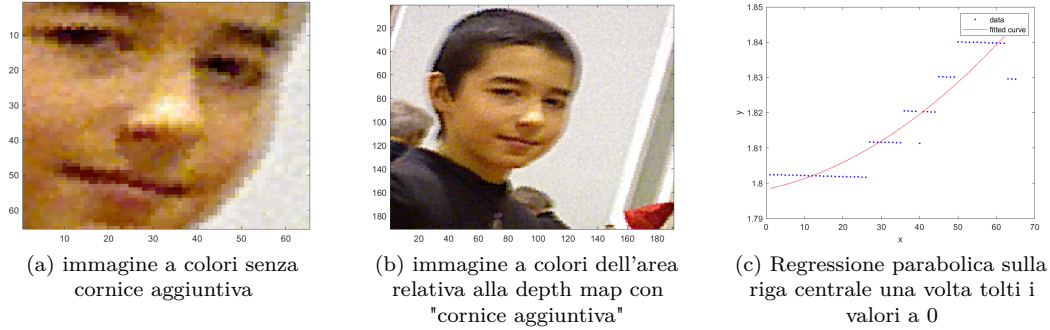 10
20
30
40
50
60
10 20 30 40 50 60
(a) immagine a colori senza
cornice aggiuntiva
20
40
60
80
100
120
140
160
180
20 40 60 80 100 120 140 160 180
(b) immagine a colori dell'area
relativa alla depth map con
"cornice aggiuntiva"
1.85
1.84
1.83
1.82
1.81
1.8
1.79
y
data
fitted curve
0 10 20 30 40 50 60 70
x
(c) Regressione parabolica sulla
riga centrale una volta tolti i
valori a 0